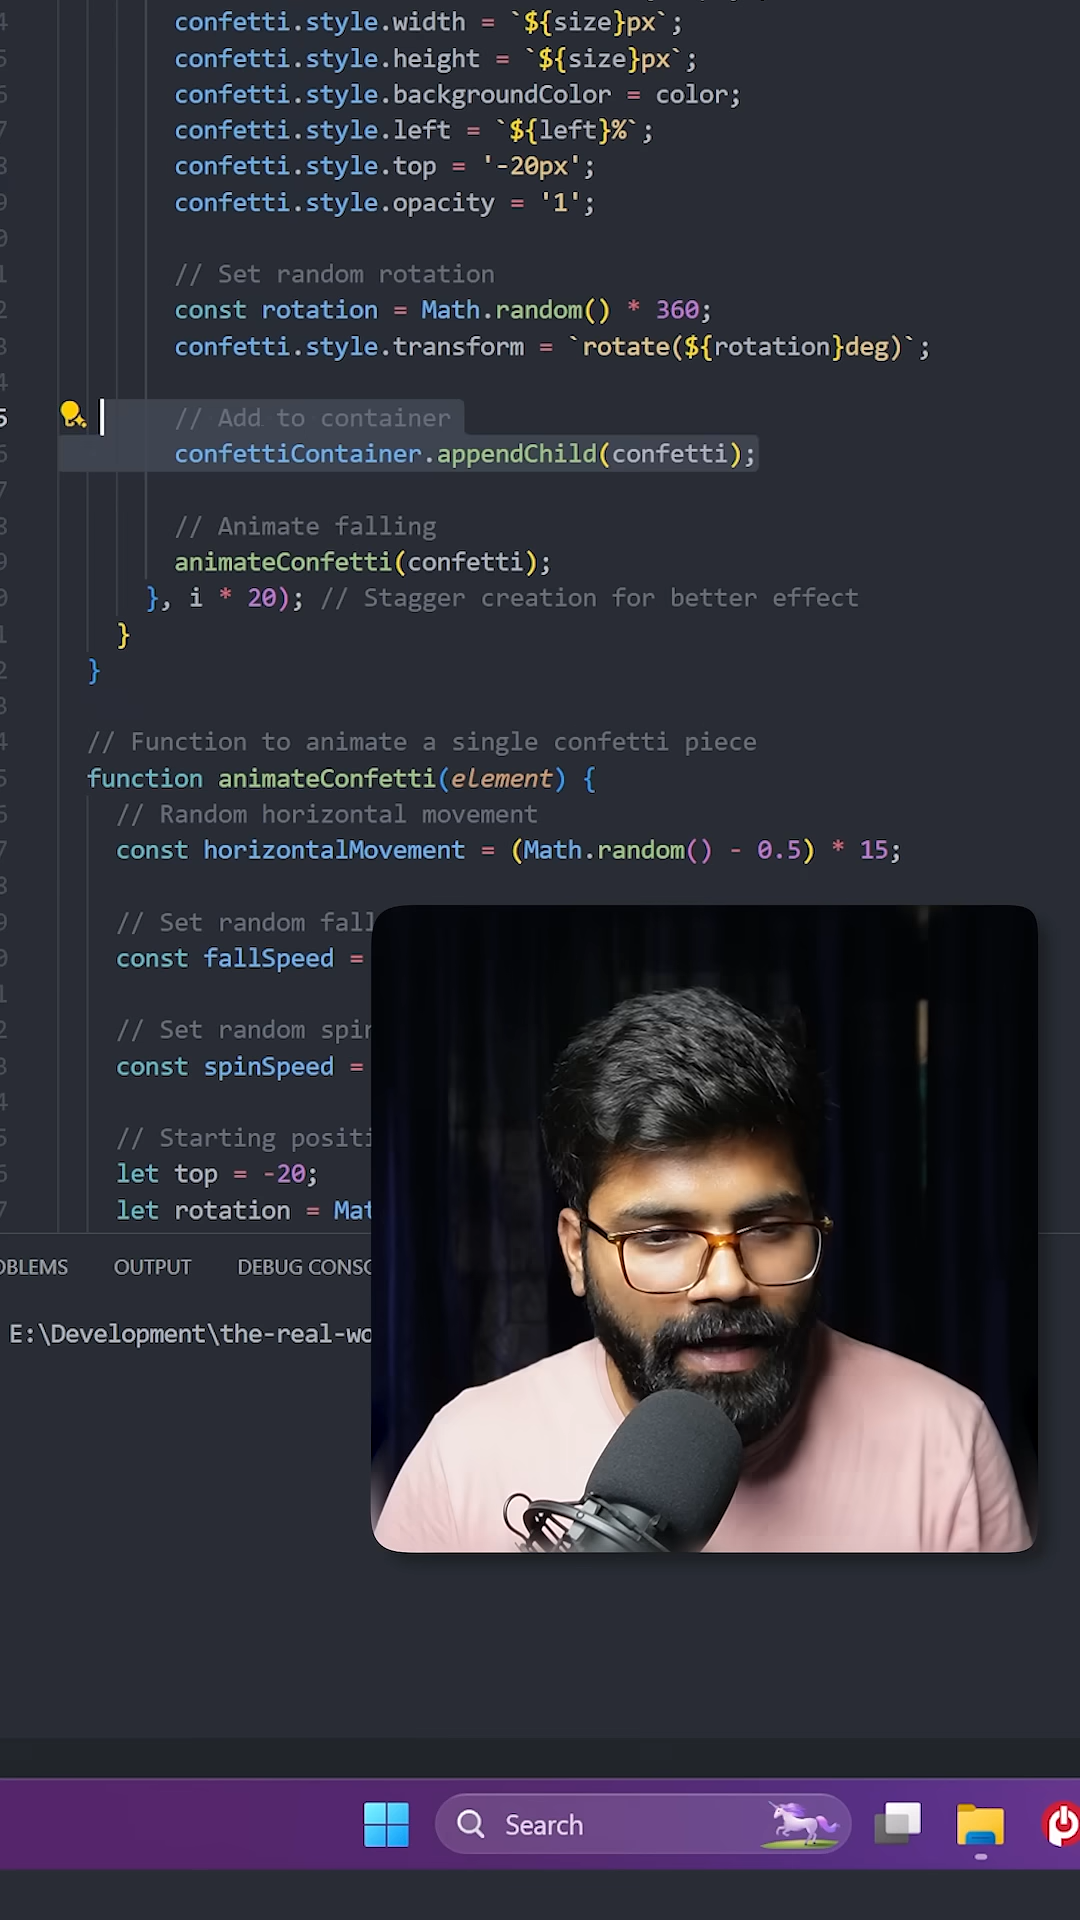 confetti.style.width = `${size}px`;
confetti.style.height = `${size}px`;
confetti.style.backgroundColor = color;
confetti.style.left = `${left}%`;
confetti.style.top = '-20px';
confetti.style.opacity = '1';
// Set random rotation
const rotation = Math.random() * 360;
confetti.style.transform = `rotate(${rotation}deg)`;
// Add to container
confettiContainer.appendChild(confetti);
// Animate falling
animateConfetti(confetti);
}, i * 20); // Stagger creation for better effect
}
}
// Function to animate a single confetti piece
function animateConfetti(element) {
// Random horizontal movement
const horizontalMovement = (Math.random() - 0.5) * 15;
// Set random fall
const fallSpeed =
// Set random spin
const spinSpeed =
// Starting positi
let top = -20;
let rotation = Mat
OBLEMS OUTPUT DEBUG CONSO
E:\Development\the-real-wo
Search